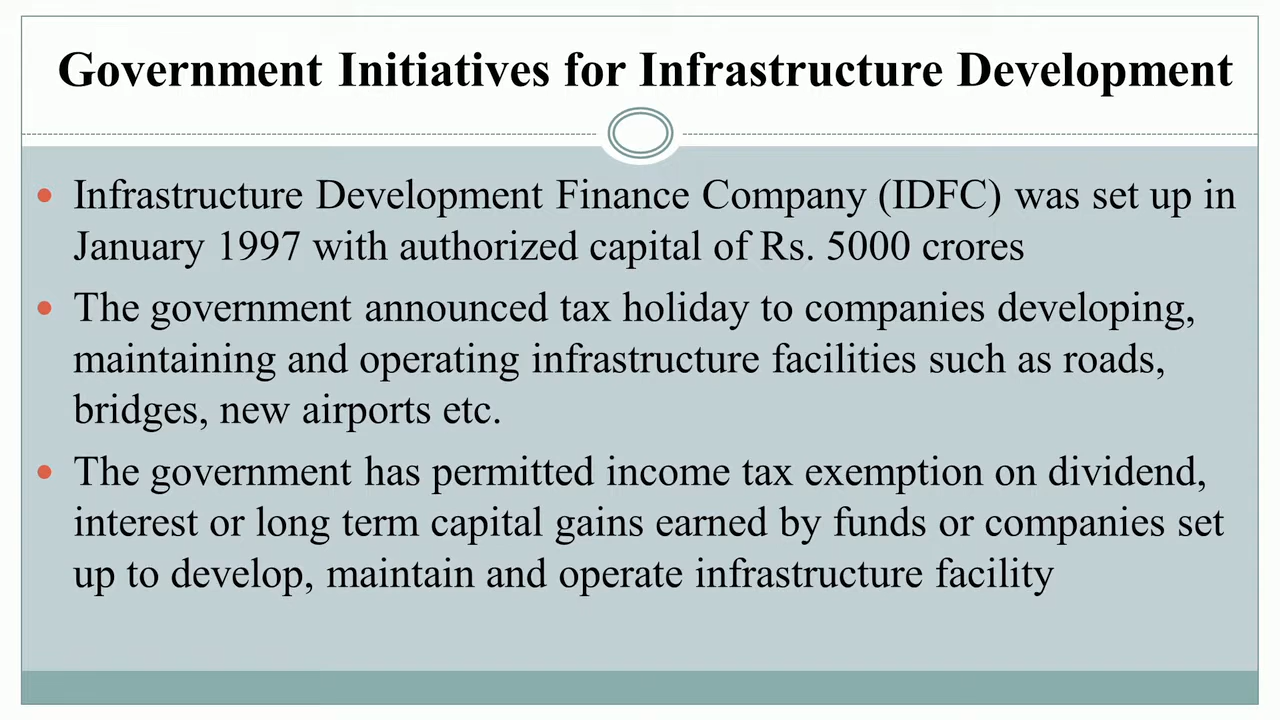 Government Initiatives for Infrastructure Development
• Infrastructure Development Finance Company (IDFC) was set up in
January 1997 with authorized capital of Rs. 5000 crores
• The government announced tax holiday to companies developing,
maintaining and operating infrastructure facilities such as roads,
bridges, new airports etc.
• The government has permitted income tax exemption on dividend,
interest or long term capital gains earned by funds or companies set
up to develop, maintain and operate infrastructure facility